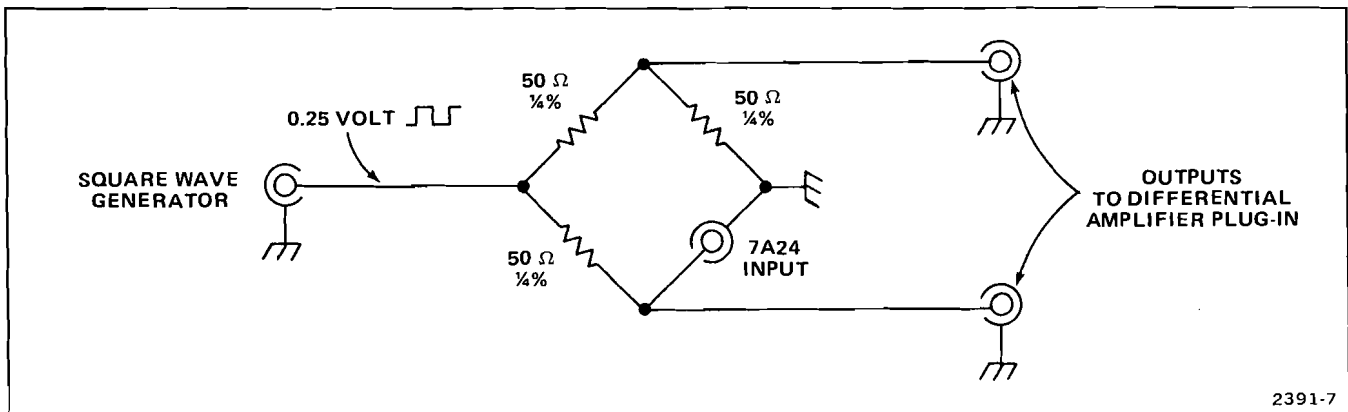 50 Ω
¼%
50 Ω
¼%
0.25 VOLT
SQUARE WAVE
GENERATOR
OUTPUTS
TO DIFFERENTIAL
AMPLIFIER PLUG-IN
7A24
INPUT
50 Ω
¼%
2391-7